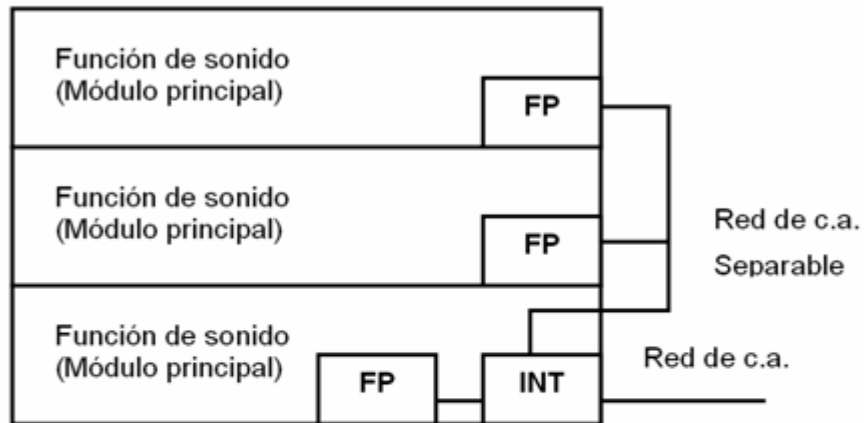 Función de sonido
(Módulo principal)
FP
Función de sonido
(Módulo principal)
FP
Red de c.a.
Separable
Función de sonido
(Módulo principal)
FP
INT
Red de c.a.